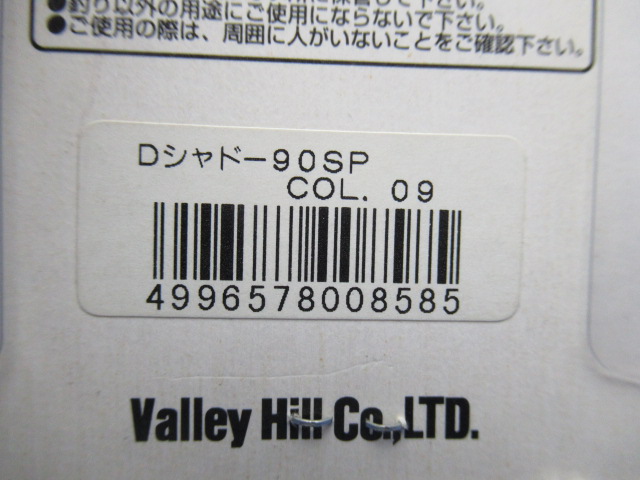 ●釣り以外の用途にご使用にならないで下さい。
●ご使用の際は、周囲に人がいないことをご確認下さい。
Dシャドー90SP
COL. 09
4996578008585
Valley Hill Co.,LTD.